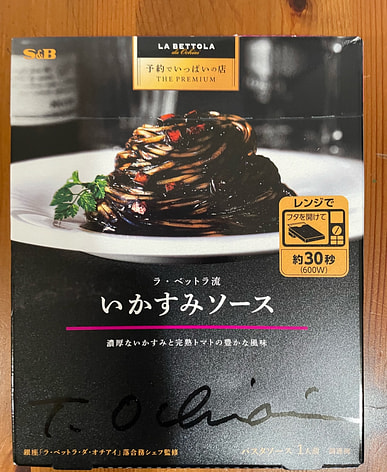 S&B
LA BETTOLA
da Ochiai
予約でいっぱいの店
THE PREMIUM
レンジで
フタを開けて
約30秒
(600W)
ラ・ベットラ流
いかすみソース
濃厚ないかすみと完熟トマトの豊かな風味
T. Ochiai
銀座「ラ・ベットラ・ダ・オチアイ」落合務シェフ監修
パスタソース 1人前